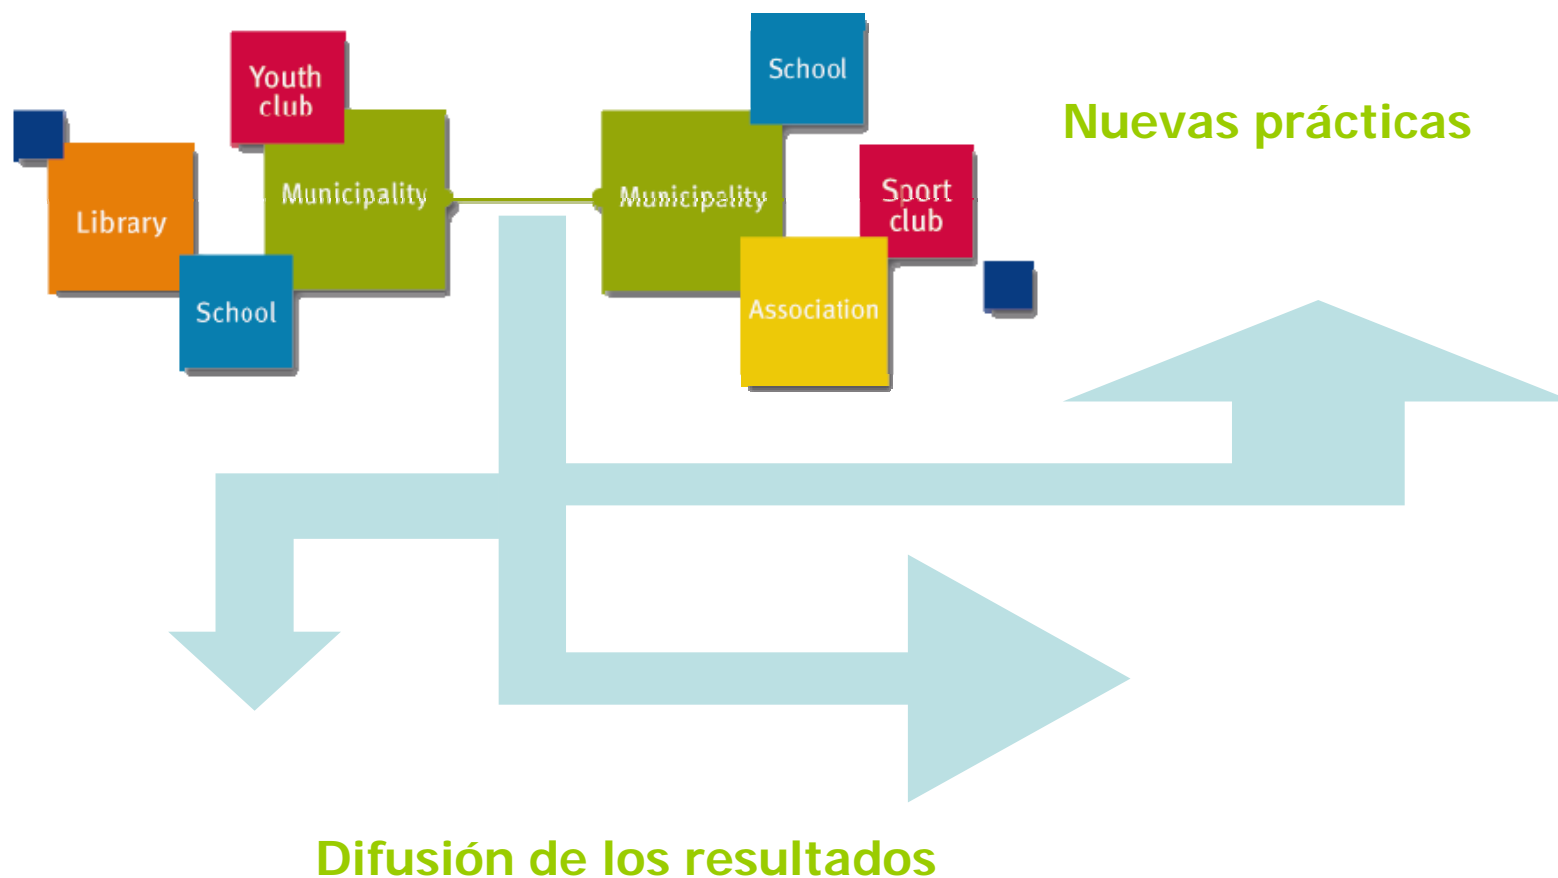 Youth
club
Municipality
Library
School
School
Municipality
Sport
club
Association
Nuevas prácticas
Difusión de los resultados